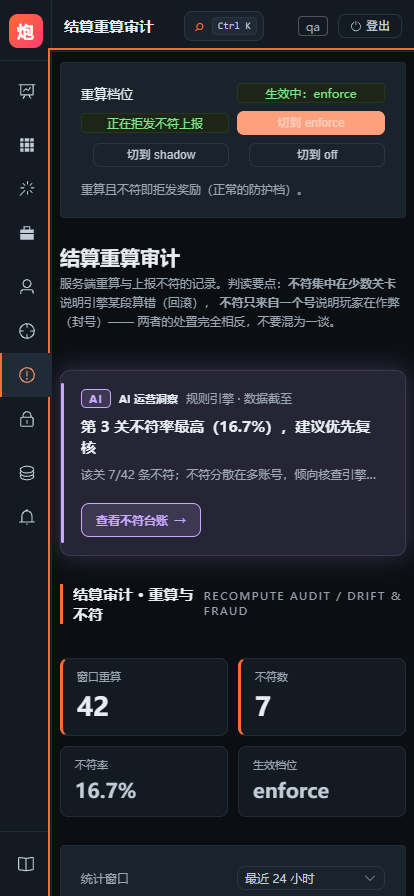 炮
结算重算审计
Ctrl K
qa
登出
重算档位
生效中：enforce
正在拒发不符上报
切到 enforce
切到 shadow
切到 off
重算且不符即拒发奖励（正常的防护档）。
结算重算审计
服务端重算与上报不符的记录。判读要点：不符集中在少数关卡
说明引擎某段算错（回滚），不符只来自一个号说明玩家在作弊
（封号）—— 两者的处置完全相反，不要混为一谈。
AI
AI 运营洞察
规则引擎 · 数据截至
第 3 关不符率最高（16.7%），建议优先复
核
该关 7/42 条不符；不符分散在多账号，倾向核查引擎...
查看不符台账 →
结算审计 · 重算与
不符
RECOMPUTE AUDIT / DRIFT &
FRAUD
窗口重算
42
不符数
7
不符率
16.7%
生效档位
enforce
统计窗口
最近 24 小时